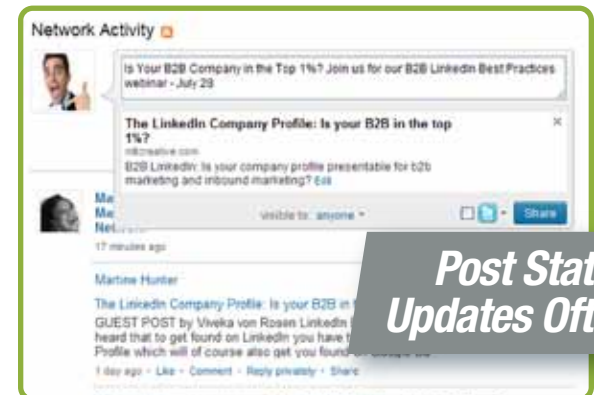 Network Activity
Is Your B2B Company in the Top 1%? Join us for our B2B LinkedIn Best Practices
webinar - July 28
The LinkedIn Company Profile: Is your B2B in the top
1%?
B2B LinkedIn: Is your company profile presentable for b2b
marketing and inbound marketing? Edit
visible to: anyone
Share
17 minutes ago
Martine Hunter
The LinkedIn Company Profile: Is your B2B in
GUEST POST by Viveka von Rosen LinkedIn
heard that to get found on LinkedIn you have
Profile which will of course also get you found
1 day ago • Like • Comment • Reply privately • Share
Post Stat
Updates Oft